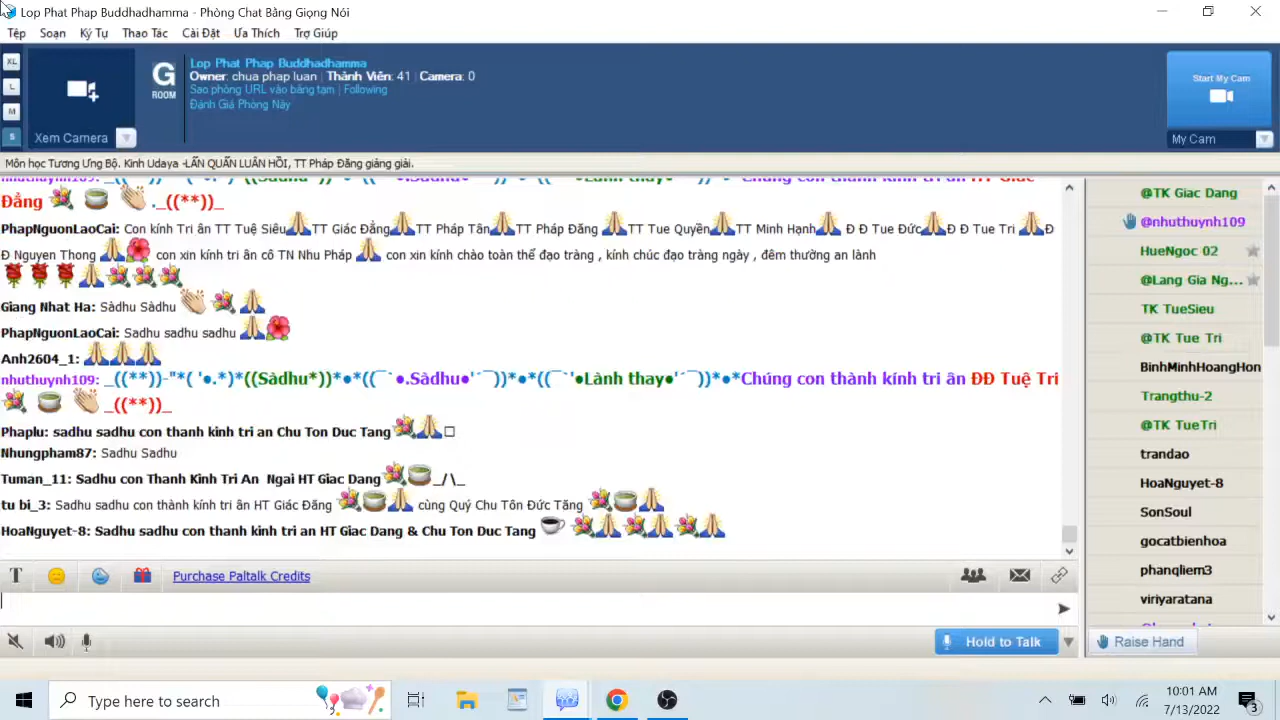 Lop Phat Phap Buddhadhamma - Phòng Chat Bằng Giọng Nói
Tệp Soạn Ký Tự Thao Tác Cài Đặt Ưa Thích Trợ Giúp
XL
L
M
S
Xem Camera
G
ROOM
Lop Phat Phap Buddhadhamma
Owner: chua phap luan | Thành Viên: 41 | Camera: 0
Sao phòng URL vào bảng tạm | Following
Đánh Giá Phòng Này
Start My Cam
My Cam
Môn học Tương Ưng Bộ. Kinh Udaya -LẨN QUẨN LUÂN HỒI, TT Pháp Đăng giảng giải.
Đẳng ._((**))_
PhapNguonLaoCai: Con kính Tri ân TT Tuệ Siêu TT Giác Đẳng TT Pháp Tân TT Pháp Đăng TT Tue Quyền TT Minh Hạnh Đ Đ Tue Đức Đ Đ Tue Tri Đ
Đ Nguyen Thong con xin kính tri ân cô TN Nhu Pháp con xin kính chào toàn thể đạo tràng , kính chúc đạo tràng ngày , đêm thường an lành
Giang Nhat Ha: Sàdhu Sàdhu
PhapNguonLaoCai: Sadhu sadhu sadhu
Anh2604_1:
nhuthuynh109: _((**))-"*( '●.*)*((Sàdhu*))*●*((¯`●.Sàdhu●'´¯))*●*((¯`'●Lành thay●'´¯))*●*Chúng con thành kính tri ân ĐĐ Tuệ Tri
_((**))_
Phaplu: sadhu sadhu con thanh kinh tri an Chu Ton Duc Tang □
Nhungpham87: Sadhu Sadhu
Tuman_11: Sadhu con Thanh Kinh Tri An Ngai HT Giac Dang _/\_
tu bi_3: Sadhu sadhu con thành kính tri ân HT Giác Đăng cùng Quý Chu Tôn Đức Tăng
HoaNguyet-8: Sadhu sadhu con thanh kinh tri an HT Giac Dang & Chu Ton Duc Tang
@TK Giac Dang
@nhuthuynh109
HueNgoc 02
@Lang Gia Ng...
TK TueSieu
@TK Tue Tri
BinhMinhHoangHon
Trangthu-2
@TK TueTri
trandao
HoaNguyet-8
SonSoul
gocatbienhoa
phanqliem3
viriyaratana
T Purchase Paltalk Credits
Hold to Talk
Raise Hand
Type here to search
10:01 AM
7/13/2022
3